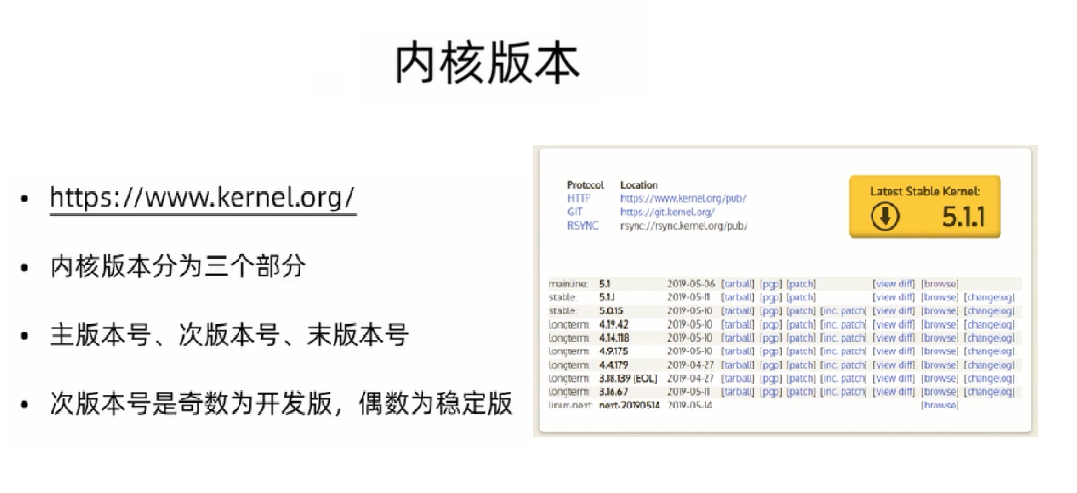 内核版本
• https://www.kernel.org/
• 内核版本分为三个部分
• 主版本号、次版本号、末版本号
• 次版本号是奇数为开发版，偶数为稳定版
Protocol Location
HTTP https://www.kernel.org/pub/
GIT https://git.kernel.org/
RSYNC rsync://rsync.kernel.org/pub/
Latest Stable Kernel:
5.1.1
mainline: 5.1 2019-05-06 [tarball] [pgp] [patch] [view diff] [browse]
stable: 5.1.1 2019-05-11 [tarball] [pgp] [patch] [view diff] [browse] [changelog]
stable: 5.0.15 2019-05-10 [tarball] [pgp] [patch] [inc. patch] [view diff] [browse] [changelog]
longterm: 4.19.42 2019-05-10 [tarball] [pgp] [patch] [inc. patch] [view diff] [browse] [changelog]
longterm: 4.14.118 2019-05-10 [tarball] [pgp] [patch] [inc. patch] [view diff] [browse] [changelog]
longterm: 4.9.175 2019-05-10 [tarball] [pgp] [patch] [inc. patch] [view diff] [browse] [changelog]
longterm: 4.4.179 2019-04-27 [tarball] [pgp] [patch] [inc. patch] [view diff] [browse] [changelog]
longterm: 3.18.139 [EOL] 2019-04-27 [tarball] [pgp] [patch] [inc. patch] [view diff] [browse] [changelog]
longterm: 3.16.67 2019-05-11 [tarball] [pgp] [patch] [inc. patch] [view diff] [browse] [changelog]
linux-next: next-20190514 2019-05-14 [browse]